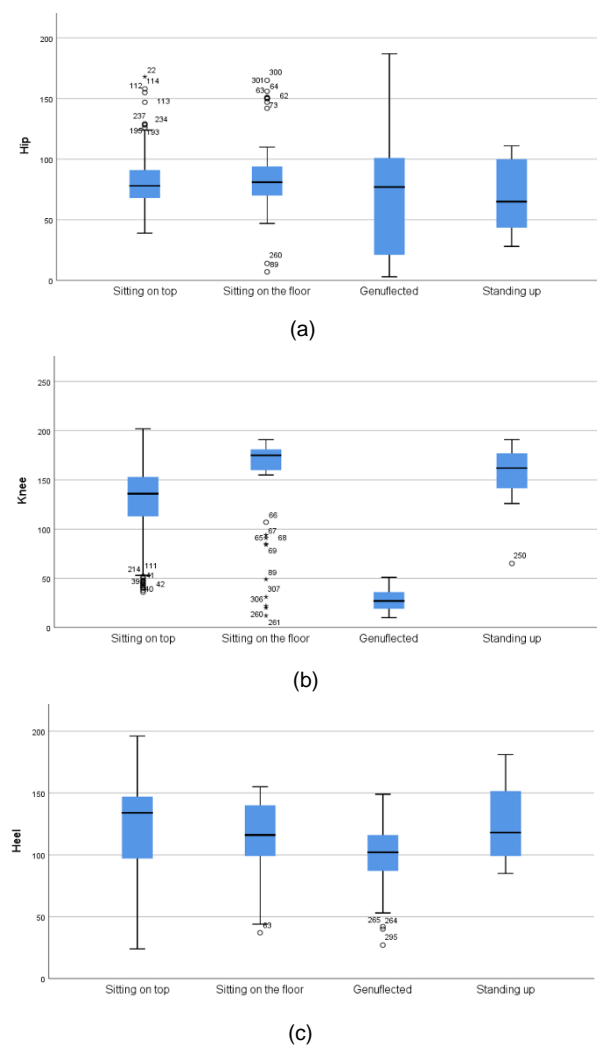 200
22
114
112
113
237
234
195 193
300
301
64
63
62
73
260
89
150
100
50
0
Hip
Sitting on top
Sitting on the floor
Genuflected
Standing up
(a)
250
200
150
100
50
0
Knee
66
67
65 68
69
89
307
306
260
261
214 111
41
39 42
40
250
Sitting on top
Sitting on the floor
Genuflected
Standing up
(b)
200
150
100
50
0
Heel
63
265 264
295
Sitting on top
Sitting on the floor
Genuflected
Standing up
(c)